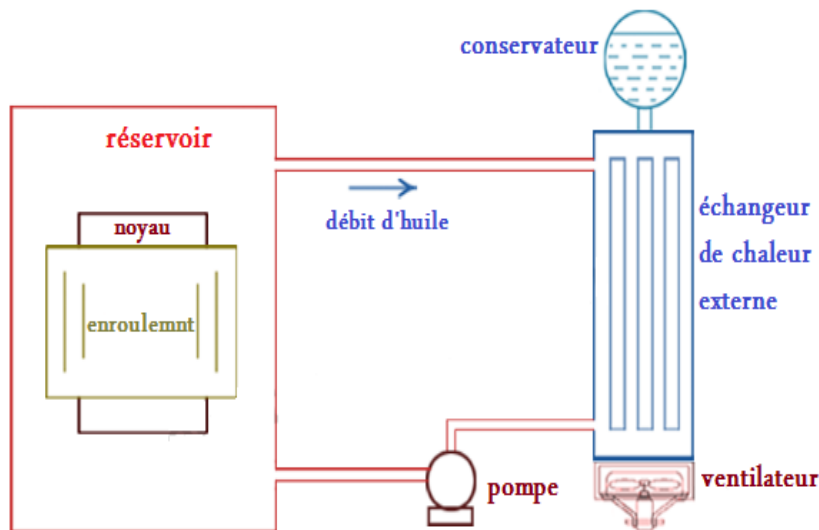 conservateur
réservoir
noyau
débit d'huile
échangeur
de chaleur
externe
enroulemnt
pompe
ventilateur